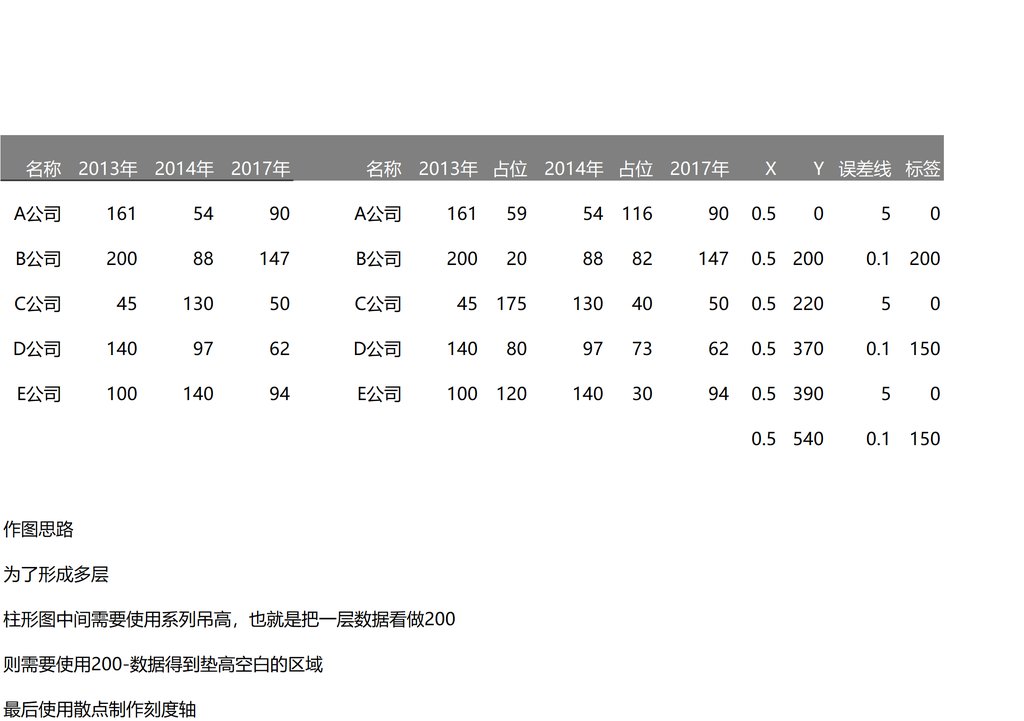 名称 2013年 2014年 2017年 名称 2013年 占位 2014年 占位 2017年 X Y 误差线 标签
A公司 161 54 90 A公司 161 59 54 116 90 0.5 0 5 0
B公司 200 88 147 B公司 200 20 88 82 147 0.5 200 0.1 200
C公司 45 130 50 C公司 45 175 130 40 50 0.5 220 5 0
D公司 140 97 62 D公司 140 80 97 73 62 0.5 370 0.1 150
E公司 100 140 94 E公司 100 120 140 30 94 0.5 390 5 0
0.5 540 0.1 150
作图思路
为了形成多层
柱形图中间需要使用系列吊高，也就是把一层数据看做200
则需要使用200-数据得到垫高空白的区域
最后使用散点制作刻度轴